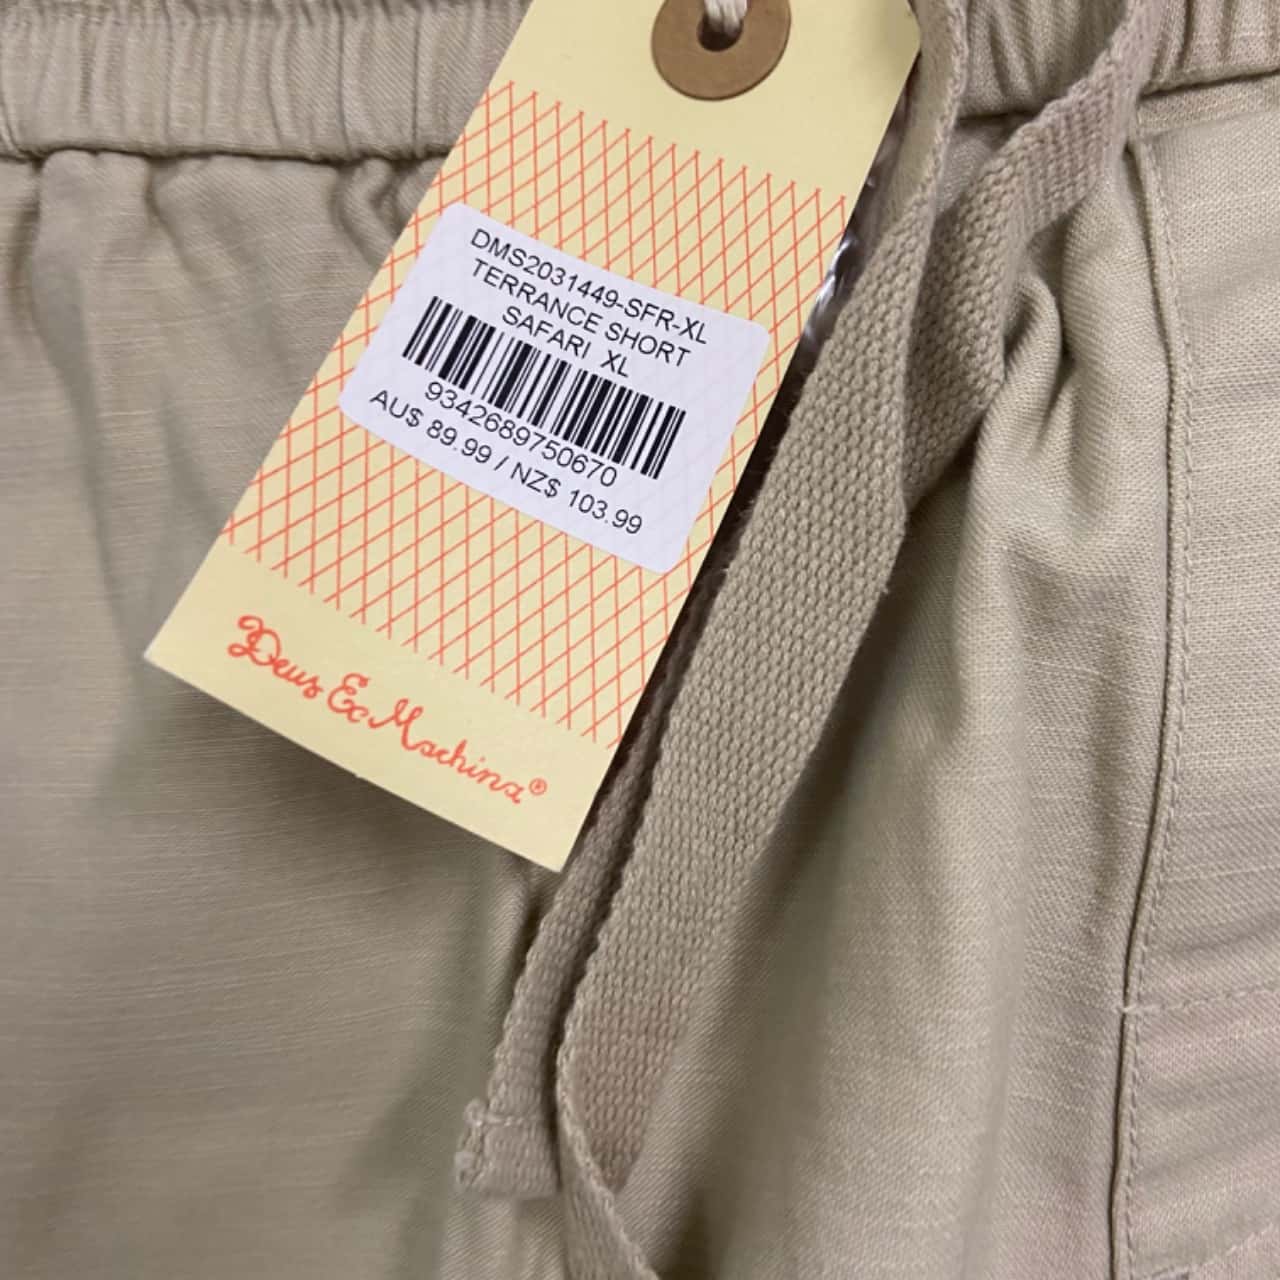 DMS2031449-SFR-XL
TERRANCE SHORT
SAFARI XL
9342689750670
AU$ 89.99 / NZ$ 103.99
Deus Ex Machina®